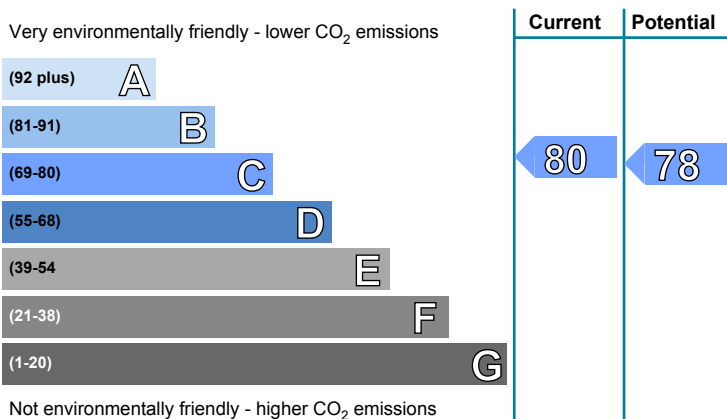 Current Potential
Very environmentally friendly - lower CO2 emissions
(92 plus) A
(81-91) B
(69-80) C
80 78
(55-68) D
(39-54 E
(21-38) F
(1-20) G
Not environmentally friendly - higher CO2 emissions